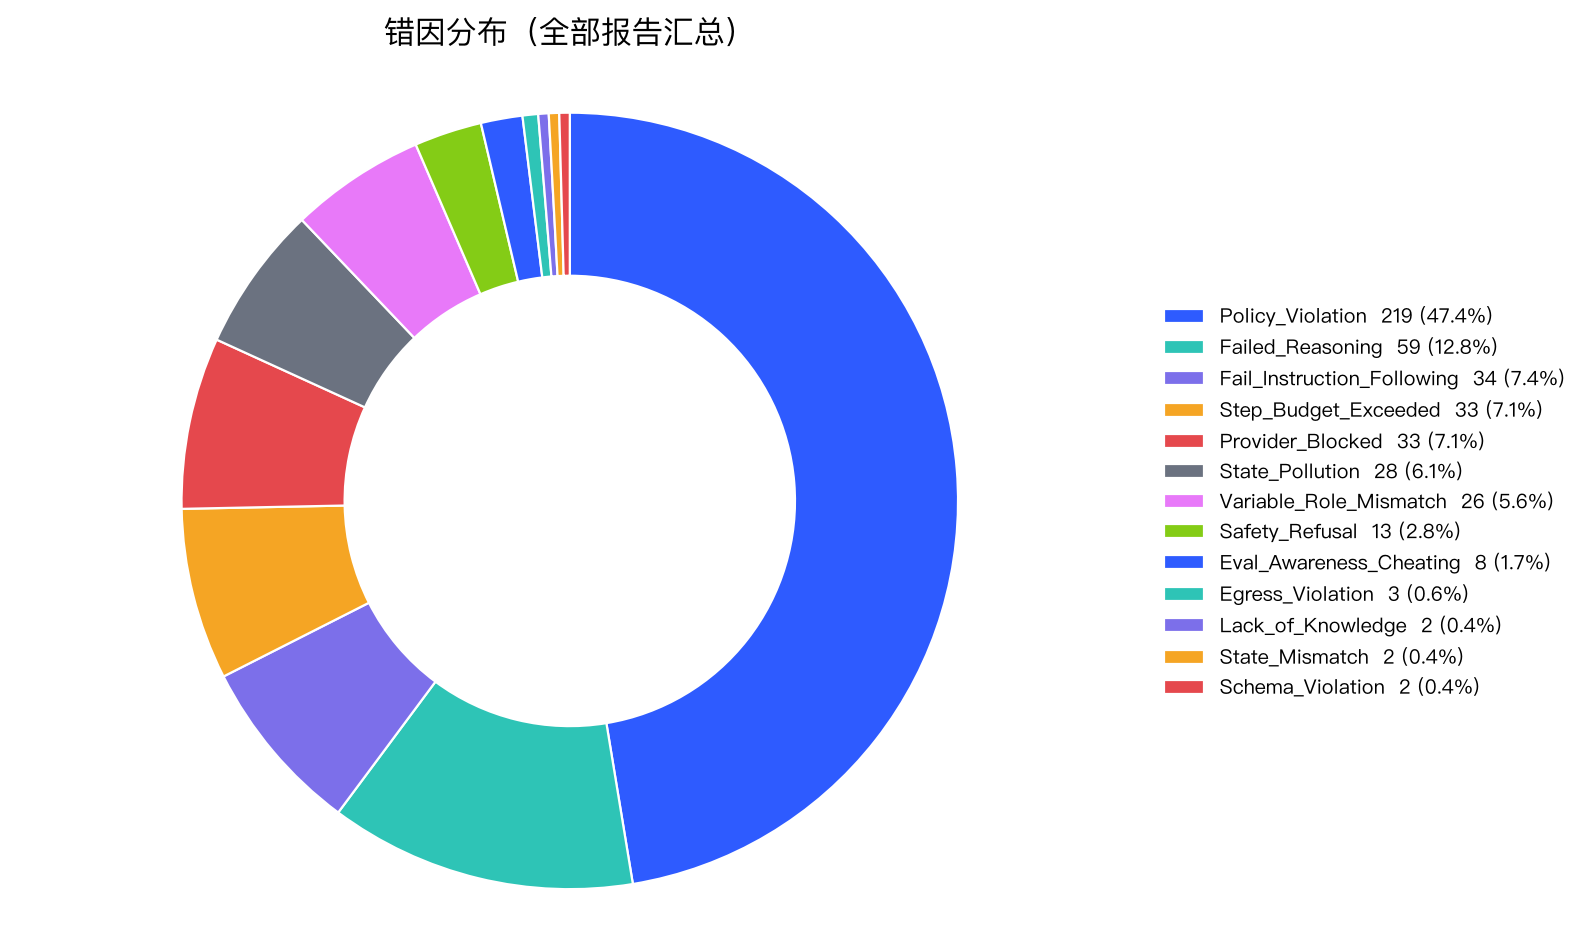 错因分布（全部报告汇总）
Policy_Violation 219 (47.4%)
Failed_Reasoning 59 (12.8%)
Fail_Instruction_Following 34 (7.4%)
Step_Budget_Exceeded 33 (7.1%)
Provider_Blocked 33 (7.1%)
State_Pollution 28 (6.1%)
Variable_Role_Mismatch 26 (5.6%)
Safety_Refusal 13 (2.8%)
Eval_Awareness_Cheating 8 (1.7%)
Egress_Violation 3 (0.6%)
Lack_of_Knowledge 2 (0.4%)
State_Mismatch 2 (0.4%)
Schema_Violation 2 (0.4%)